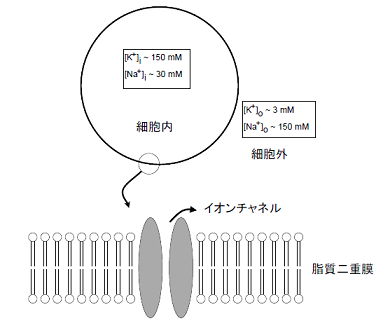 [K⁺]i ~ 150 mM
[Na⁺]i ~ 30 mM
細胞内
[K⁺]o ~ 3 mM
[Na⁺]o ~ 150 mM
細胞外
イオンチャネル
脂質二重膜